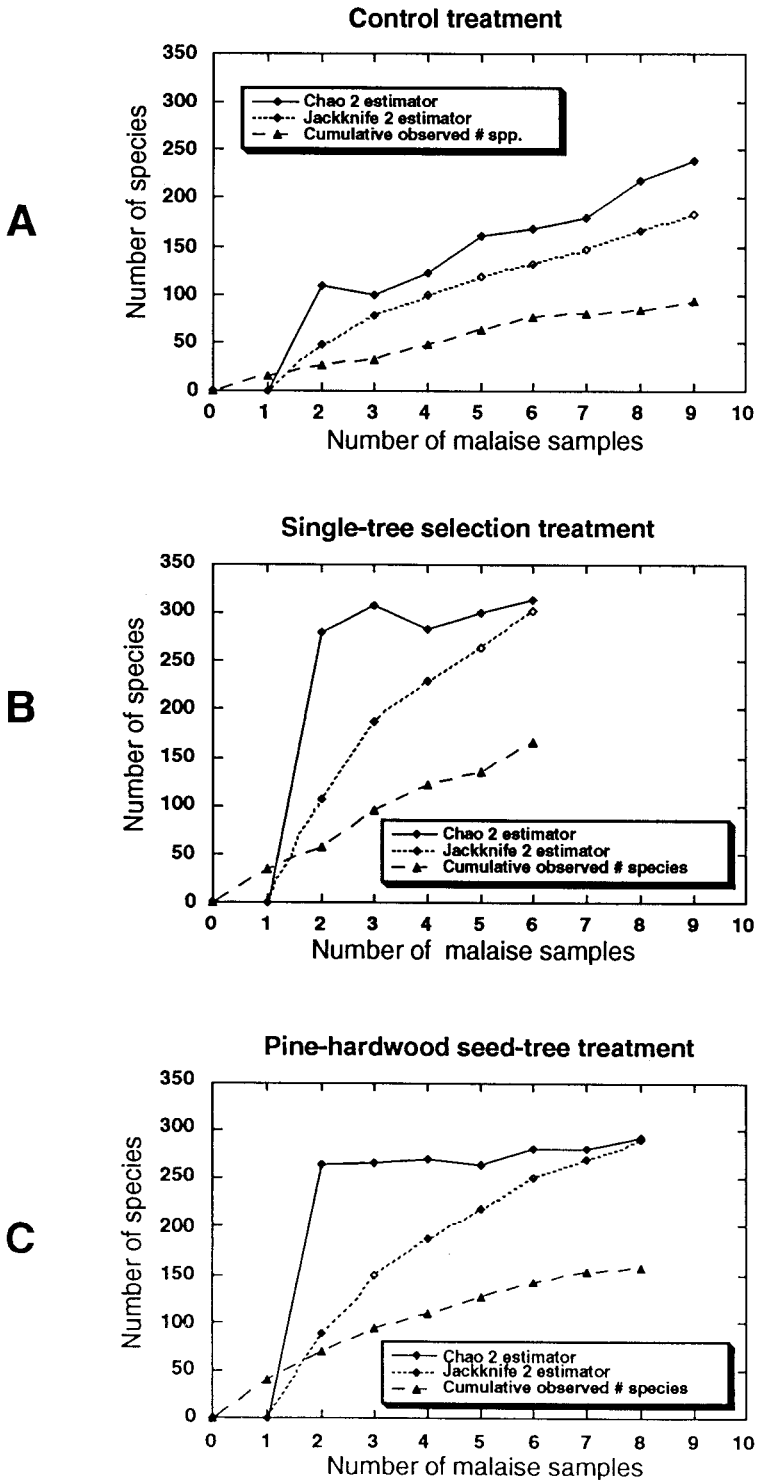 Control treatment
A
Number of species
350
300
250
200
150
100
50
0
Chao 2 estimator
Jackknife 2 estimator
Cumulative observed # spp.
0 1 2 3 4 5 6 7 8 9 10
Number of malaise samples
Single-tree selection treatment
B
Number of species
350
300
250
200
150
100
50
0
Chao 2 estimator
Jackknife 2 estimator
Cumulative observed # species
0 1 2 3 4 5 6 7 8 9 10
Number of malaise samples
Pine-hardwood seed-tree treatment
C
Number of species
350
300
250
200
150
100
50
0
Chao 2 estimator
Jackknife 2 estimator
Cumulative observed # species
0 1 2 3 4 5 6 7 8 9 10
Number of malaise samples